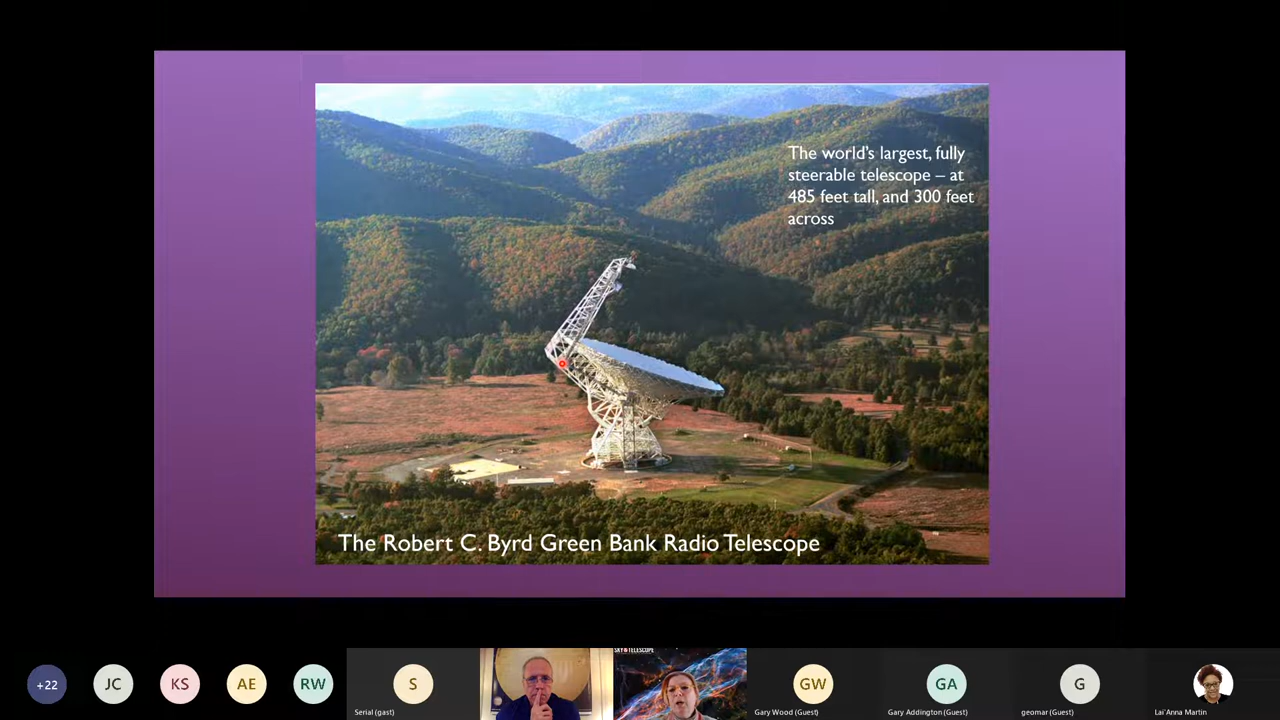 The world's largest, fully
steerable telescope – at
485 feet tall, and 300 feet
across
The Robert C. Byrd Green Bank Radio Telescope
SKY&TELESCOPE
+22
JC
KS
AE
RW
S
GW
GA
G
Serial (gast)
Gary Wood (Guest)
Gary Addington (Guest)
geomar (Guest)
Lai'Anna Martin